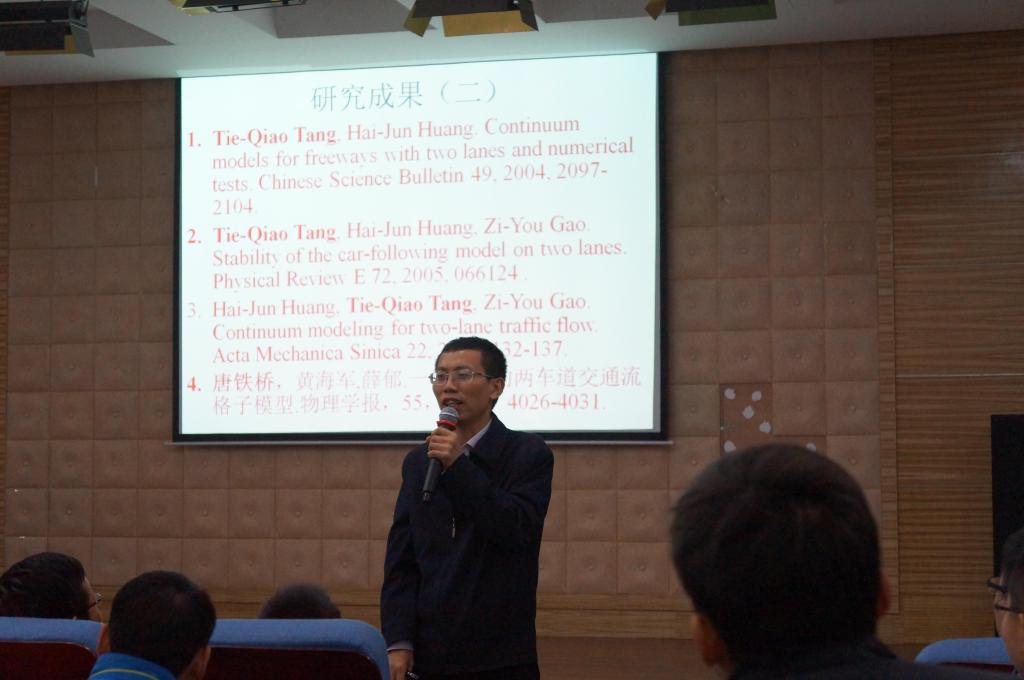 研究成果（二）
1. Tie-Qiao Tang, Hai-Jun Huang. Continuum
models for freeways with two lanes and numerical
tests. Chinese Science Bulletin 49, 2004, 2097-
2104.
2. Tie-Qiao Tang, Hai-Jun Huang, Zi-You Gao.
Stability of the car-following model on two lanes.
Physical Review E 72, 2005, 066124 .
3. Hai-Jun Huang, Tie-Qiao Tang, Zi-You Gao.
Continuum modeling for two-lane traffic flow.
Acta Mechanica Sinica 22, 32-137.
4. 唐铁桥，黄海军,薛郁. 两车道交通流
格子模型.物理学报，55, 4026-4031.